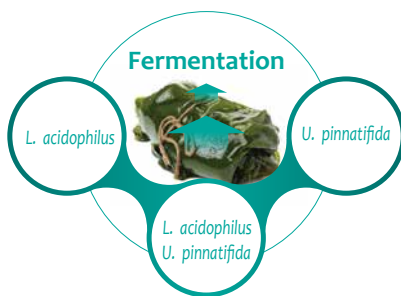 Fermentation
L. acidophilus
U. pinnatifida
L. acidophilus
U. pinnatifida